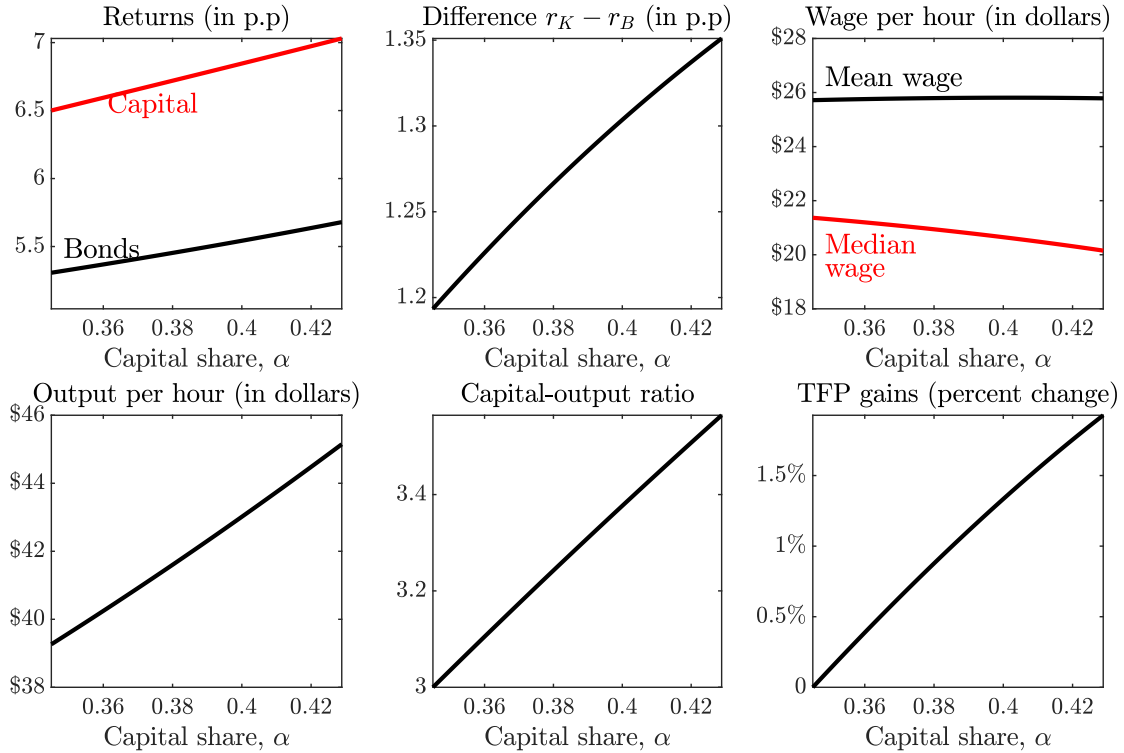 Returns (in p.p)
7
6.5
6
5.5
Capital
Bonds
0.36 0.38 0.4 0.42
Capital share, α
Difference r_K − r_B (in p.p)
1.35
1.3
1.25
1.2
0.36 0.38 0.4 0.42
Capital share, α
Wage per hour (in dollars)
$28
$26
$24
$22
$20
$18
Mean wage
Median
wage
0.36 0.38 0.4 0.42
Capital share, α
Output per hour (in dollars)
$46
$44
$42
$40
$38
0.36 0.38 0.4 0.42
Capital share, α
Capital-output ratio
3.4
3.2
3
0.36 0.38 0.4 0.42
Capital share, α
TFP gains (percent change)
1.5%
1%
0.5%
0
0.36 0.38 0.4 0.42
Capital share, α